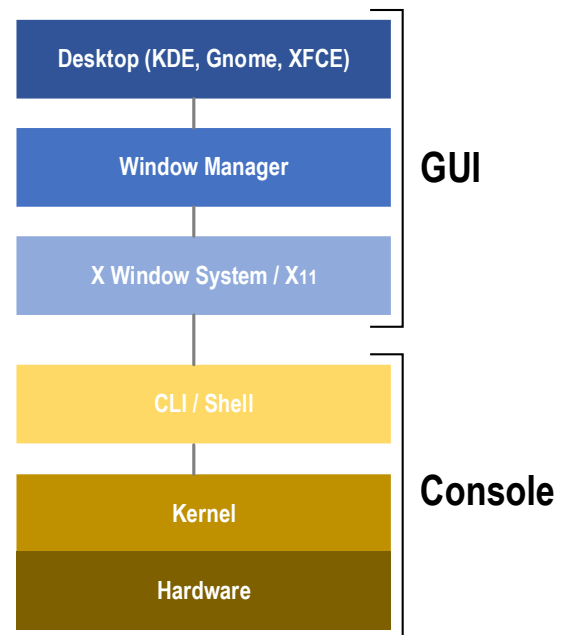 Desktop (KDE, Gnome, XFCE)
Window Manager
GUI
X Window System / X11
CLI / Shell
Console
Kernel
Hardware